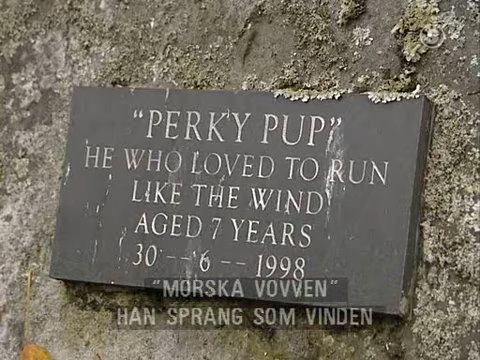 "PERKY PUP"
HE WHO LOVED TO RUN
LIKE THE WIND
AGED 7 YEARS
30 -- 6 -- 1998
"MORSKA VOVVEN"
HAN SPRANG SOM VINDEN